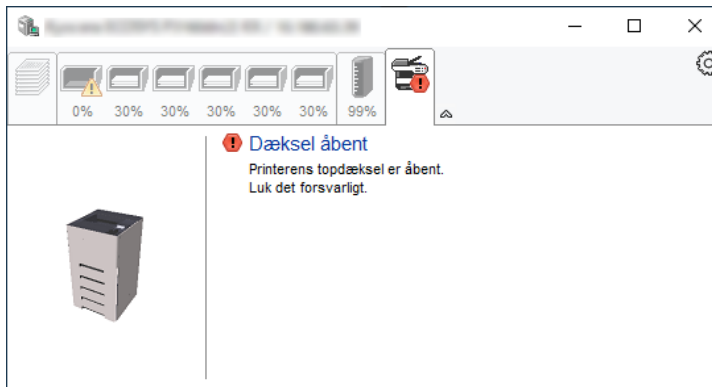 0% 30% 30% 30% 30% 30% 99%
Dæksel åbent
Printerens topdæksel er åbent.
Luk det forsvarligt.